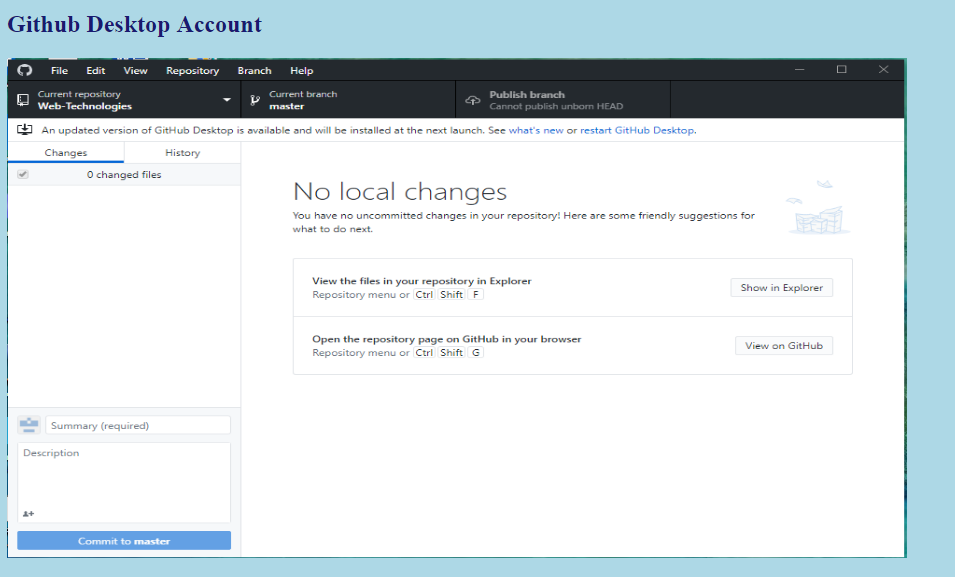 Github Desktop Account
File Edit View Repository Branch Help
Current repository
Web-Technologies
Current branch
master
Publish branch
Cannot publish unborn HEAD
An updated version of GitHub Desktop is available and will be installed at the next launch. See what's new or restart GitHub Desktop.
Changes History
0 changed files
No local changes
You have no uncommitted changes in your repository! Here are some friendly suggestions for
what to do next.
View the files in your repository in Explorer
Repository menu or Ctrl Shift F
Show in Explorer
Open the repository page on GitHub in your browser
Repository menu or Ctrl Shift G
View on GitHub
Summary (required)
Description
Commit to master